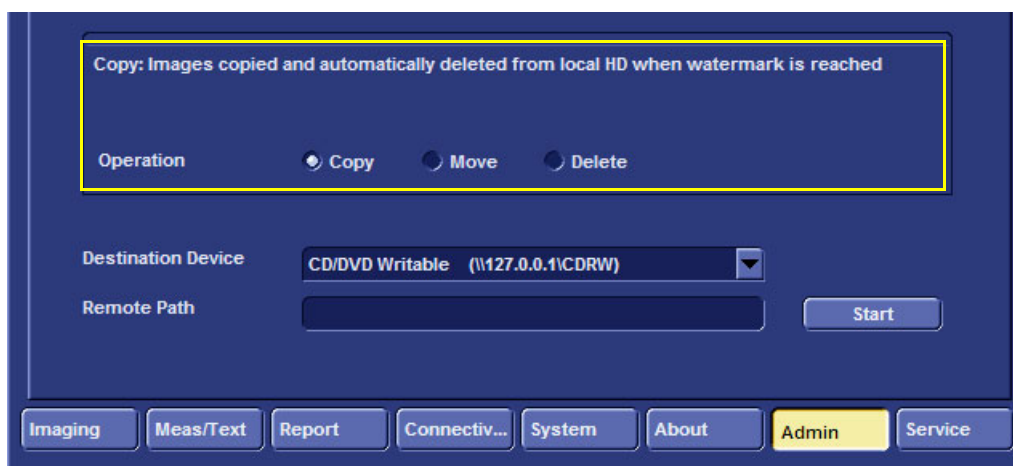 Copy: Images copied and automatically deleted from local HD when watermark is reached
Operation Copy Move Delete
Destination Device CD/DVD Writable (\\127.0.0.1\CDRW)
Remote Path Start
Imaging Meas/Text Report Connectiv... System About Admin Service